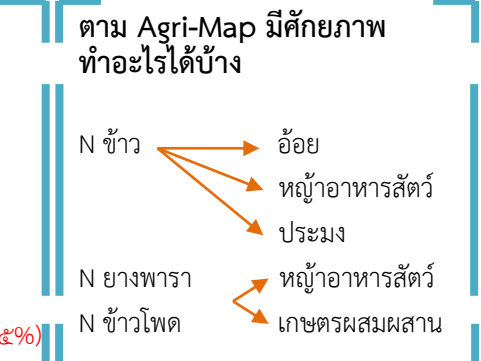 ตาม Agri-Map มีศักยภาพ
ทำอะไรได้บ้าง
N ข้าว อ้อย
หญ้าอาหารสัตว์
ประมง
N ยางพารา หญ้าอาหารสัตว์
N ข้าวโพด เกษตรผสมผสาน
๕%)